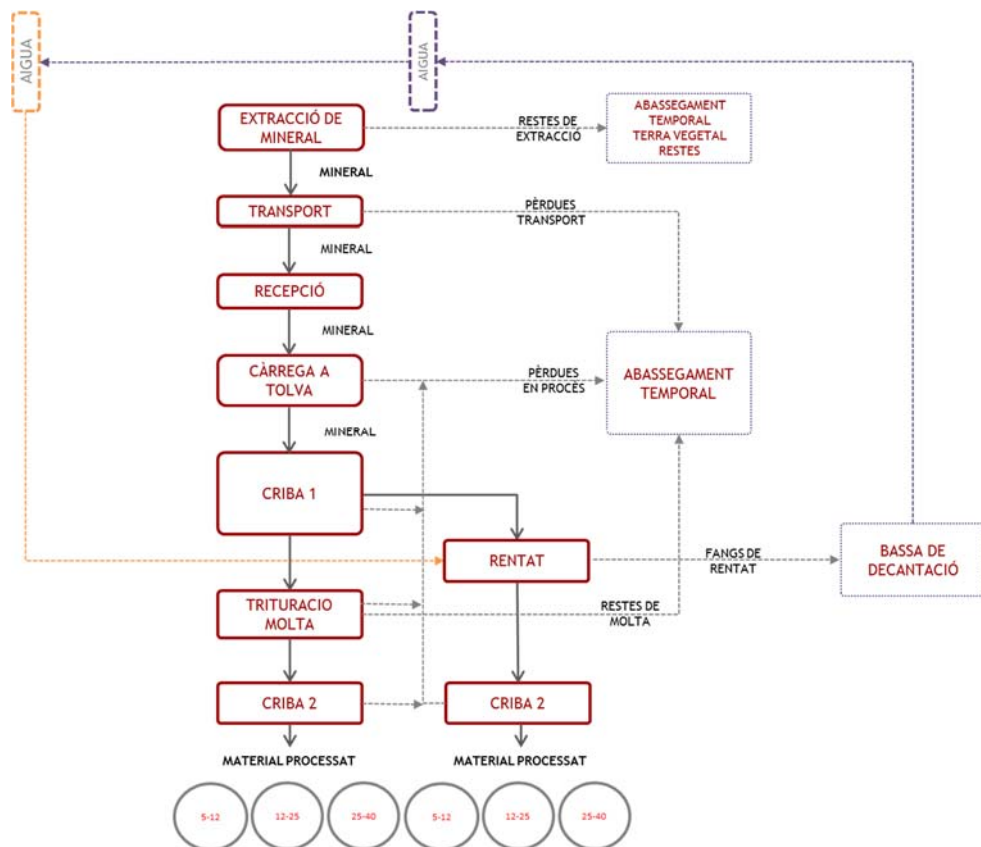 AIGUA
AIGUA
EXTRACCIÓ DE
MINERAL
RESTES DE
EXTRACCIÓ
ABASSEGAMENT
TEMPORAL
TERRA VEGETAL
RESTES
MINERAL
TRANSPORT
PÈRDUES
TRANSPORT
MINERAL
RECEPCIÓ
MINERAL
CÀRREGA A
TOLVA
PÈRDUES
EN PROCÉS
ABASSEGAMENT
TEMPORAL
MINERAL
CRIBA 1
RENTAT
FANGS DE
RENTAT
BASSA DE
DECANTACIÓ
TRITURACIO
MOLTA
RESTES DE
MOLTA
CRIBA 2
CRIBA 2
MATERIAL PROCESSAT
MATERIAL PROCESSAT
5-12
12-25
25-40
5-12
12-25
25-40